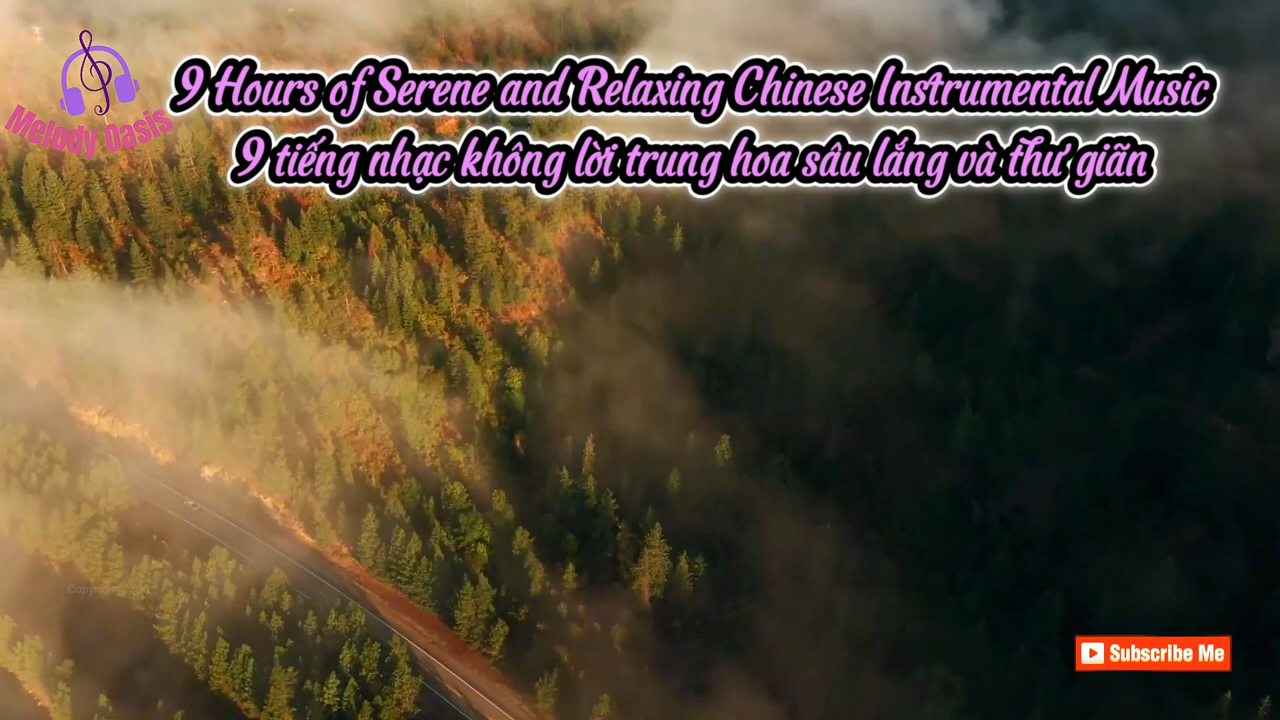 Melody Oasis
9 Hours of Serene and Relaxing Chinese Instrumental Music
9 tiếng nhạc không lời trung hoa sâu lắng và thư giãn
Subscribe Me